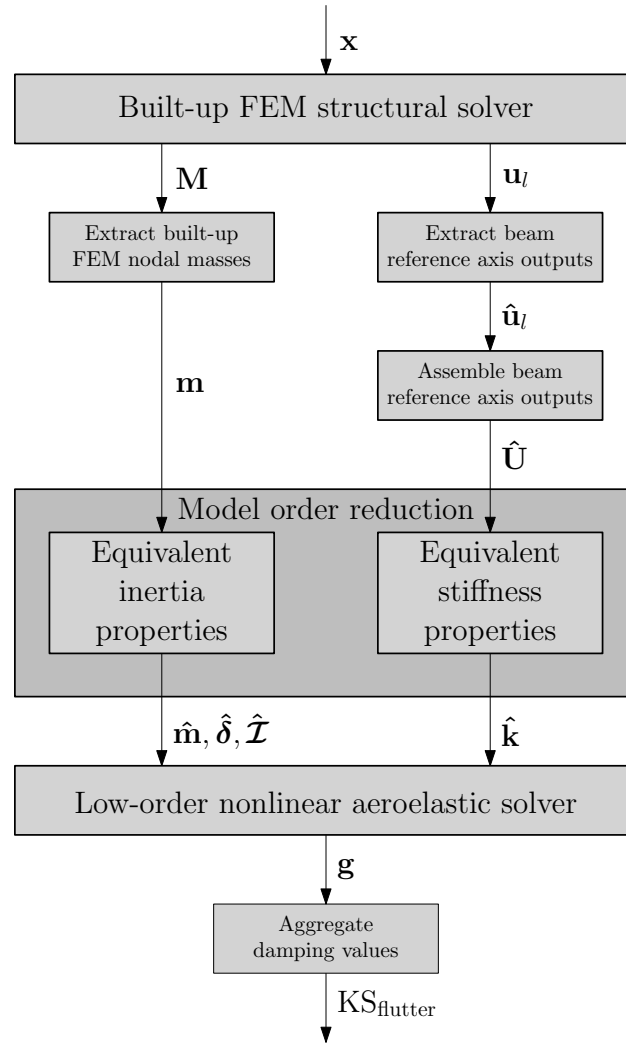 x
Built-up FEM structural solver
M
u_l
Extract built-up
FEM nodal masses
Extract beam
reference axis outputs
û_l
Assemble beam
reference axis outputs
m
Û
Model order reduction
Equivalent
inertia
properties
Equivalent
stiffness
properties
m̂, δ̂, ℐ̂
k̂
Low-order nonlinear aeroelastic solver
g
Aggregate
damping values
KS_flutter